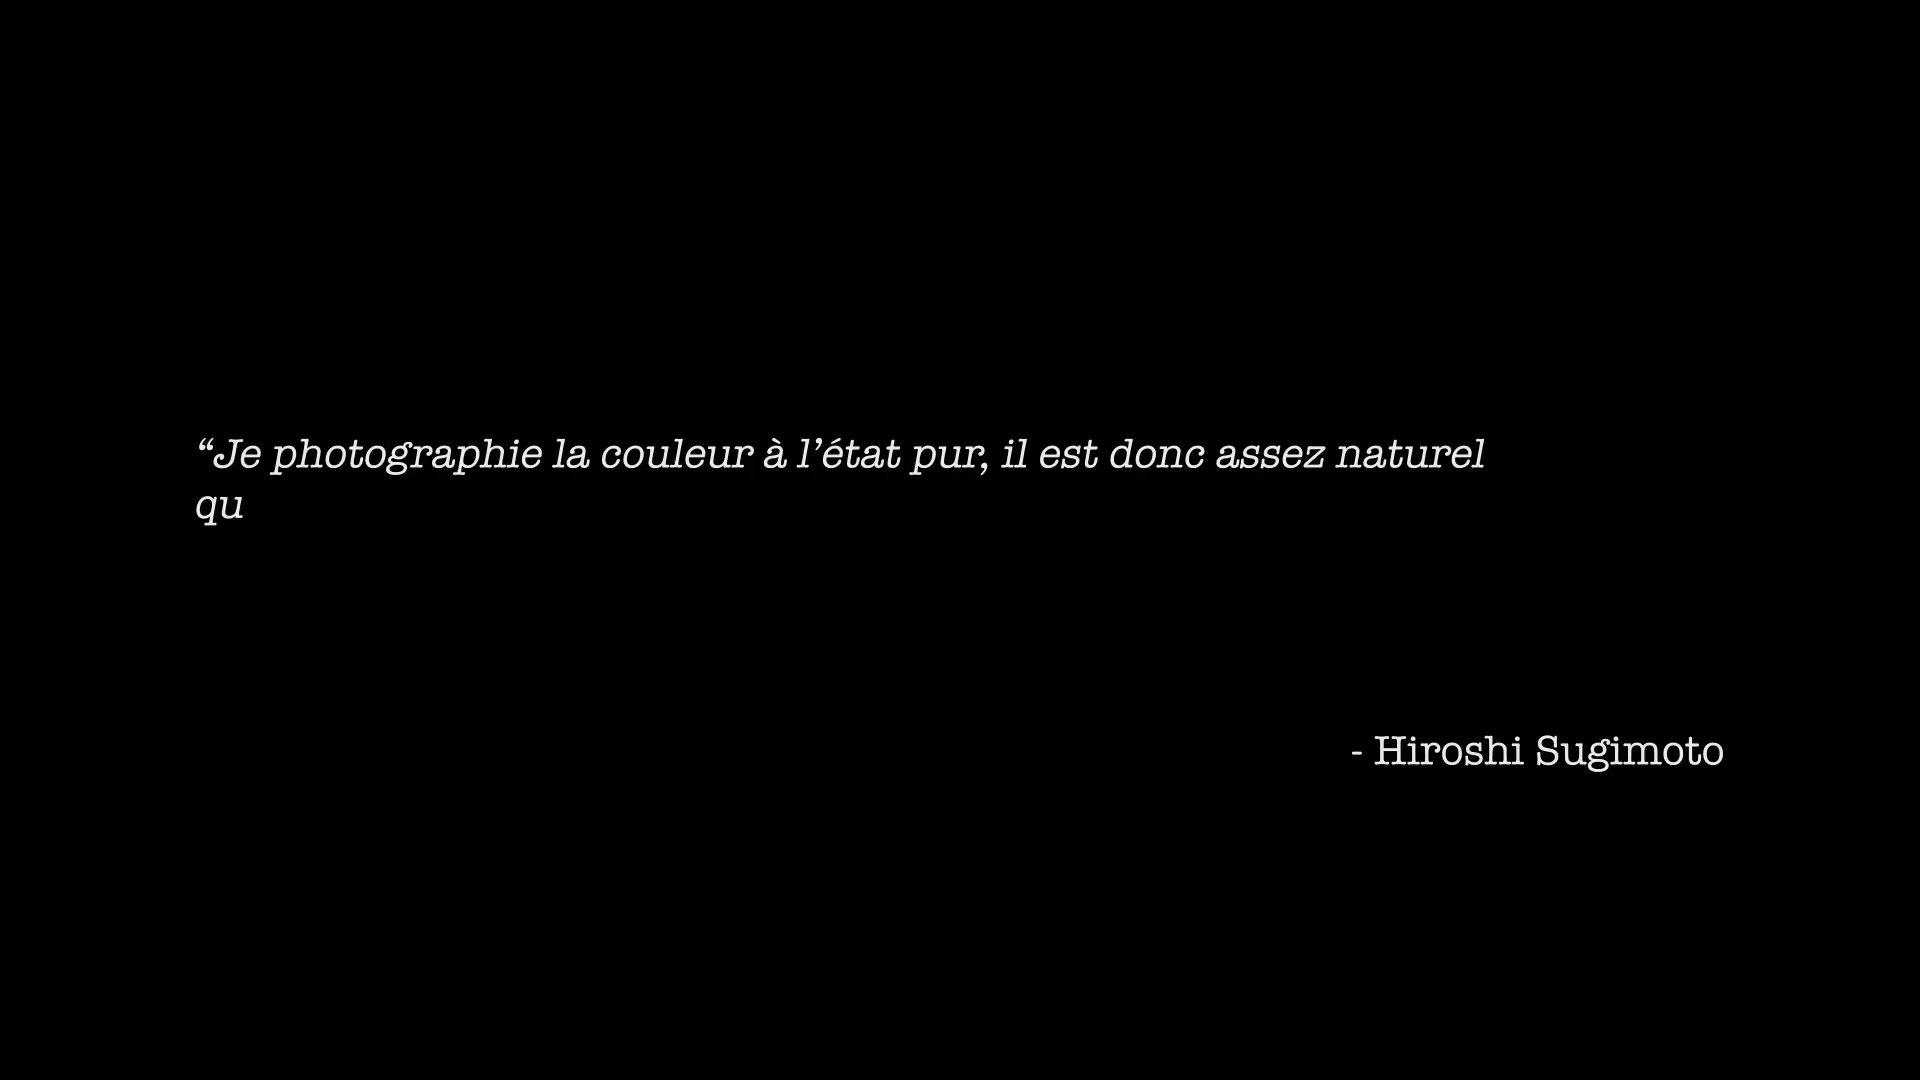 “Je photographie la couleur à l’état pur, il est donc assez naturel
qu
- Hiroshi Sugimoto